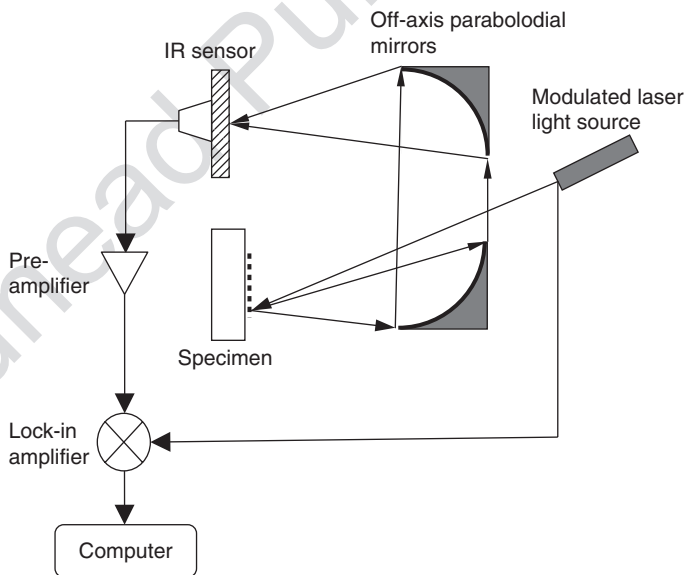 Off-axis parabolodial
mirrors
IR sensor
Modulated laser
light source
Pre-
amplifier
Specimen
Lock-in
amplifier
Computer